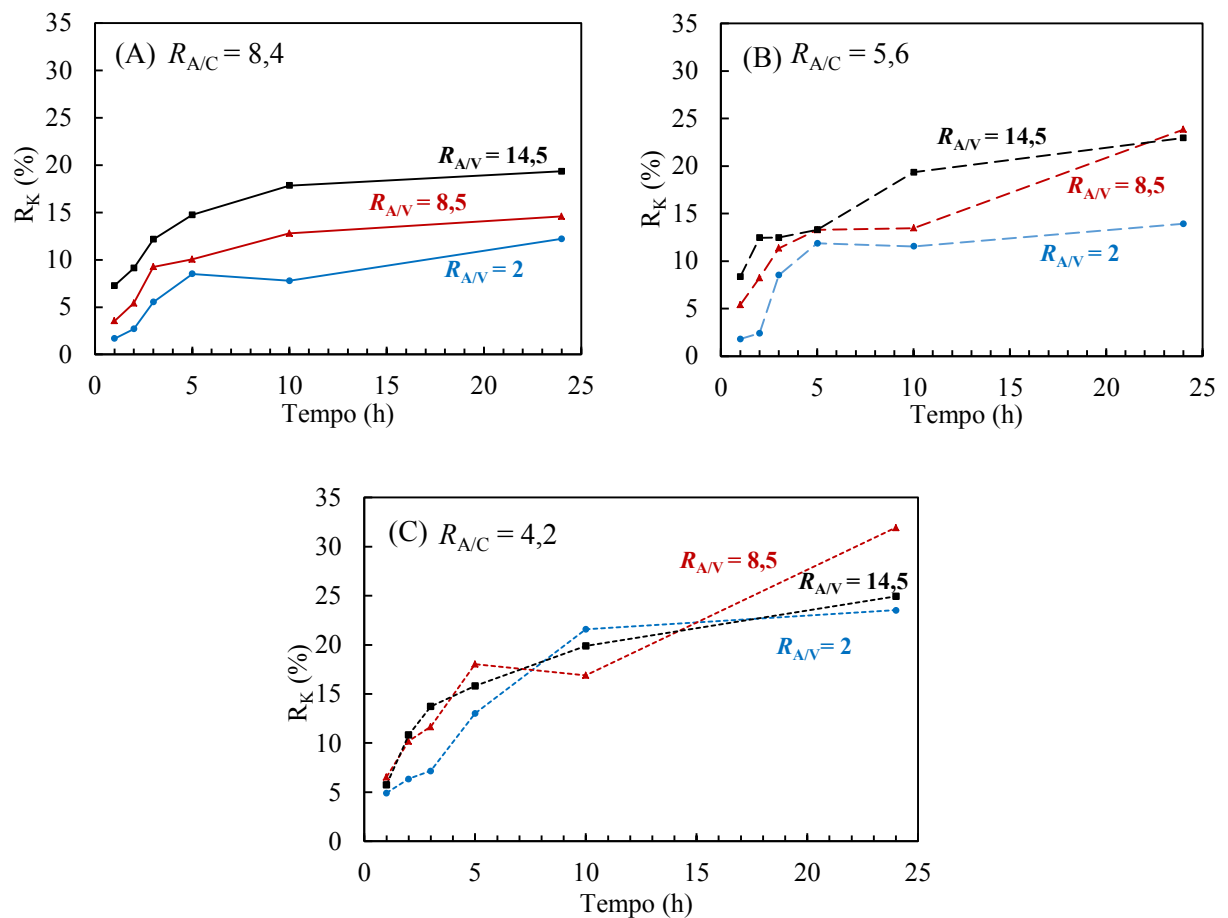 (A) R_A/C = 8,4
R_K (%)
35
30
25
20
15
10
5
0
R_A/V = 14,5
R_A/V = 8,5
R_A/V = 2
0 5 10 15 20 25
Tempo (h)
(B) R_A/C = 5,6
R_K (%)
35
30
25
20
15
10
5
0
R_A/V = 14,5
R_A/V = 8,5
R_A/V = 2
0 5 10 15 20 25
Tempo (h)
(C) R_A/C = 4,2
R_K (%)
35
30
25
20
15
10
5
0
R_A/V = 8,5
R_A/V = 14,5
R_A/V = 2
0 5 10 15 20 25
Tempo (h)